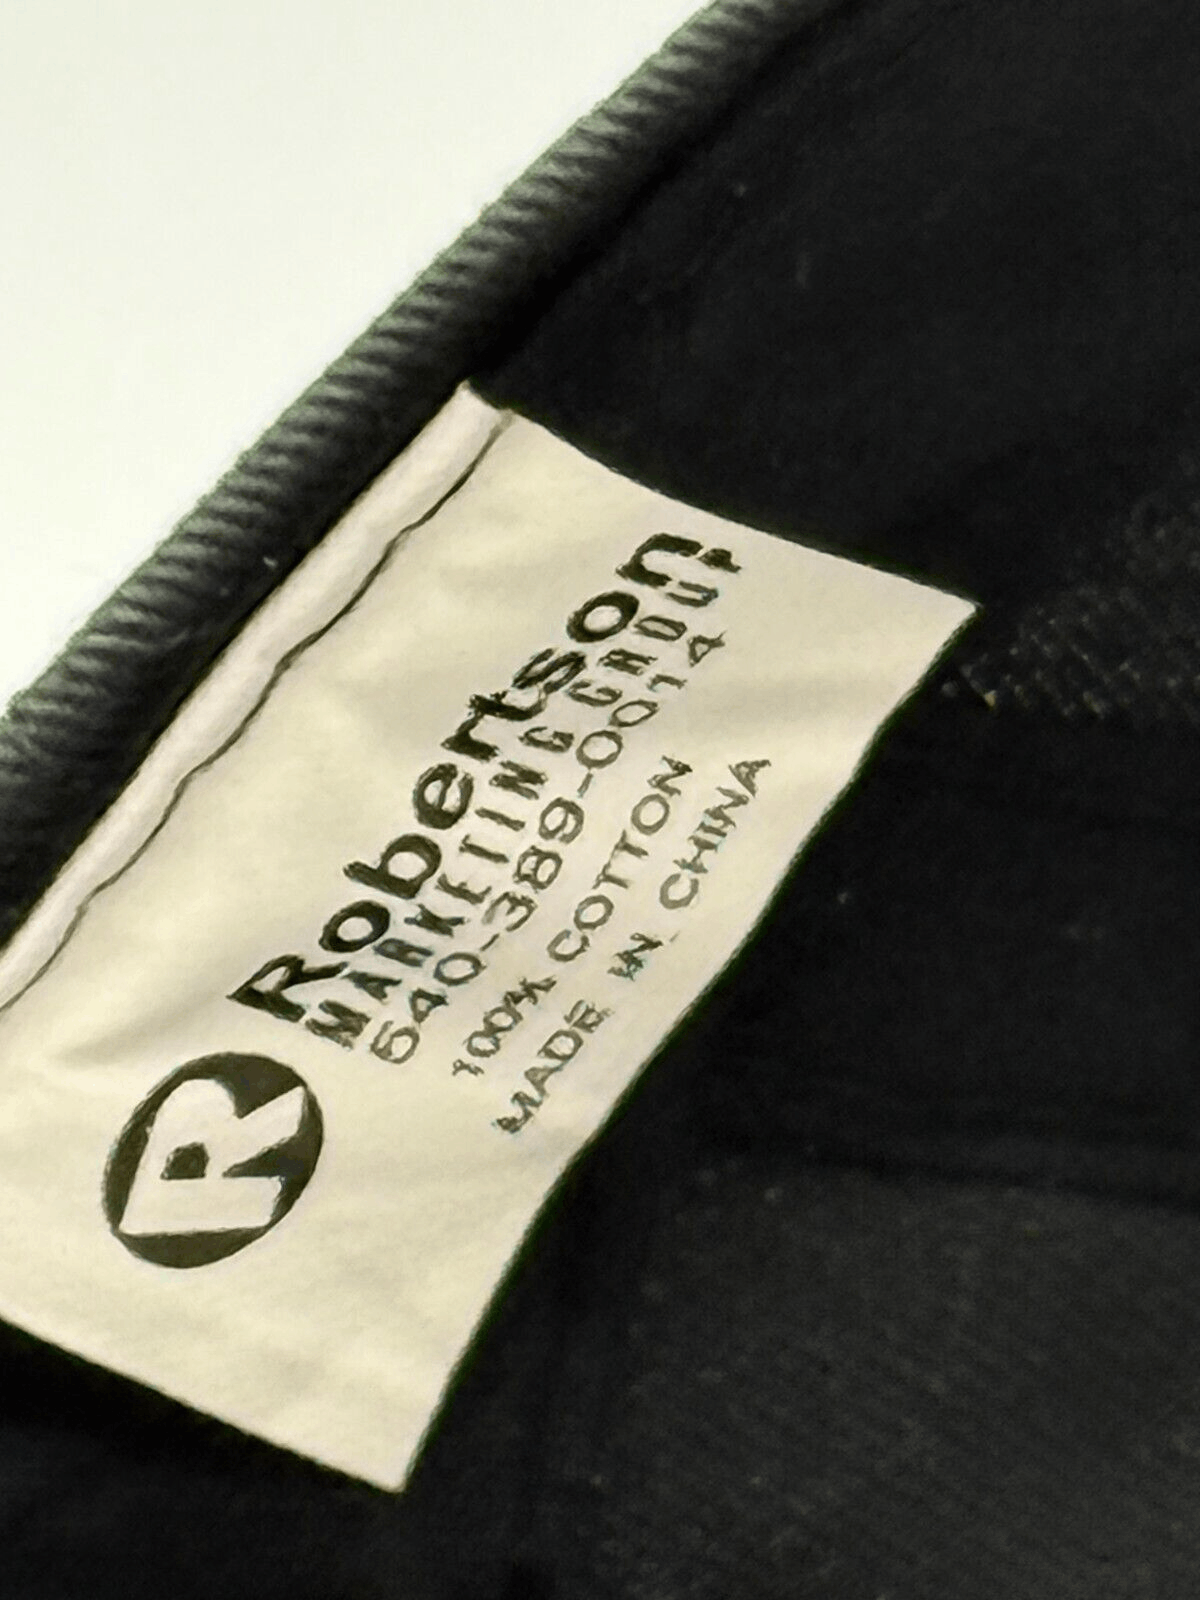 R
Robertson
MARKETING GROUP
540-389-0014
100% COTTON
MADE IN CHINA